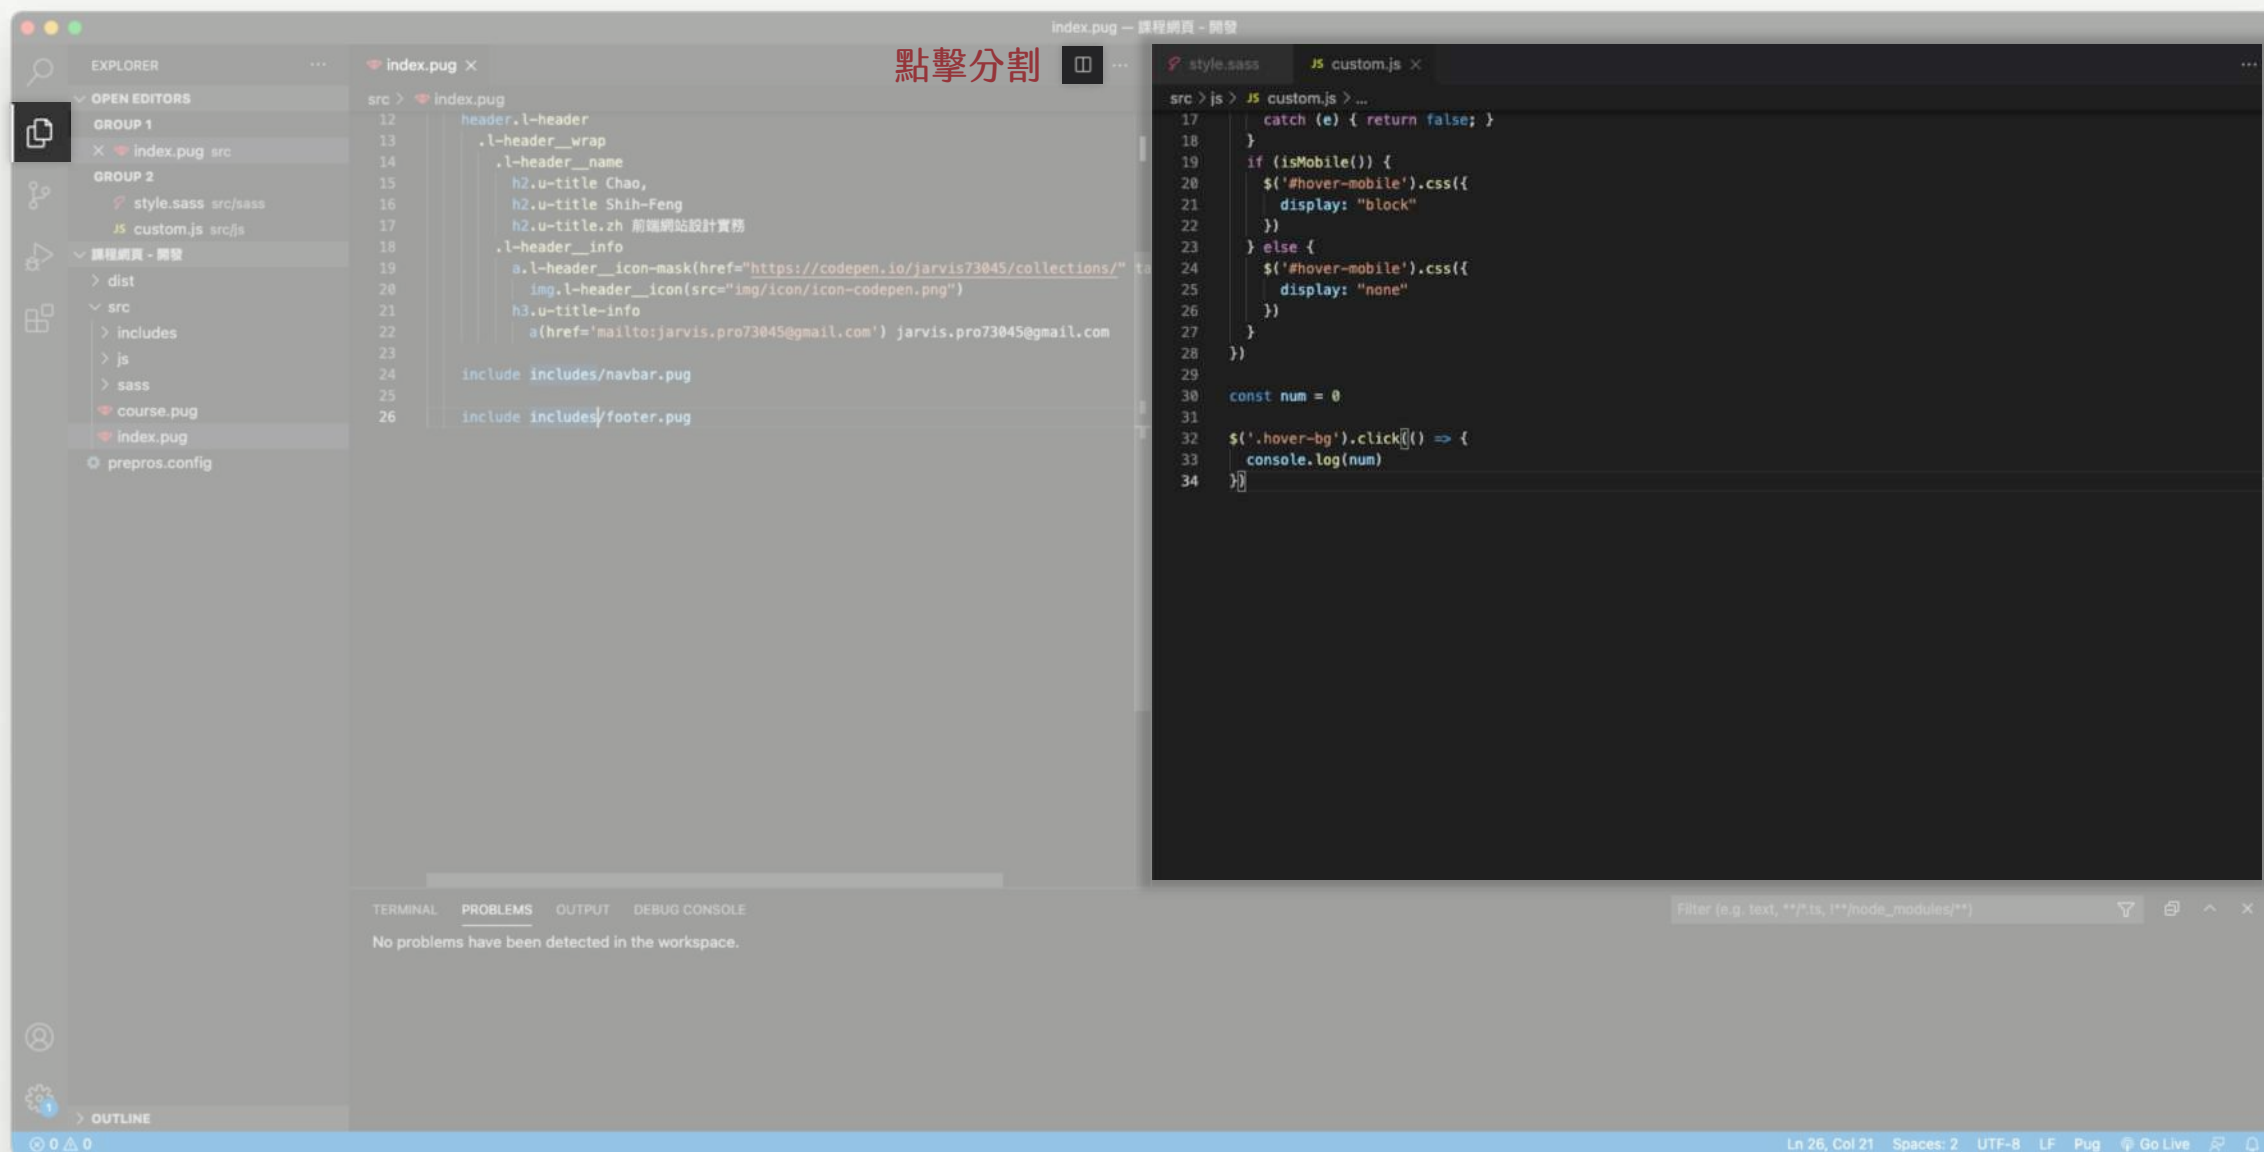 index.pug — 課程網頁 - 開發
EXPLORER
OPEN EDITORS
GROUP 1
index.pug src
GROUP 2
style.sass src/sass
JS custom.js src/js
課程網頁 - 開發
dist
src
includes
js
sass
course.pug
index.pug
prepros.config
OUTLINE
index.pug
點擊分割
src > index.pug
12 header.l-header
13 .l-header__wrap
14 .l-header__name
15 h2.u-title Chao,
16 h2.u-title Shih-Feng
17 h2.u-title.zh 前端網站設計實務
18 .l-header__info
19 a.l-header__icon-mask(href="https://codepen.io/jarvis73045/collections/" ta
20 img.l-header__icon(src="img/icon/icon-codepen.png")
21 h3.u-title-info
22 a(href='mailto:jarvis.pro73045@gmail.com') jarvis.pro73045@gmail.com
23
24 include includes/navbar.pug
25
26 include includes/footer.pug
style.sass
JS custom.js
src > js > JS custom.js > ...
17 catch (e) { return false; }
18 }
19 if (isMobile()) {
20 $('#hover-mobile').css({
21 display: "block"
22 })
23 } else {
24 $('#hover-mobile').css({
25 display: "none"
26 })
27 }
28 })
29
30 const num = 0
31
32 $('.hover-bg').click(() => {
33 console.log(num)
34 })
TERMINAL PROBLEMS OUTPUT DEBUG CONSOLE
Filter (e.g. text, **/*.ts, !**/node_modules/**)
No problems have been detected in the workspace.
1
0 0
Ln 26, Col 21 Spaces: 2 UTF-8 LF Pug Go Live